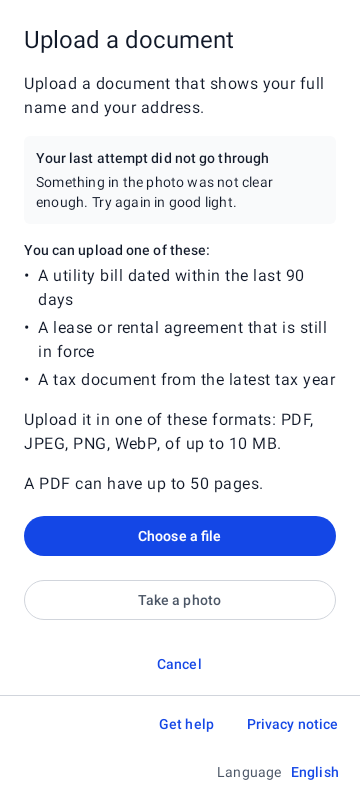 Upload a document
Upload a document that shows your full
name and your address.
Your last attempt did not go through
Something in the photo was not clear
enough. Try again in good light.
You can upload one of these:
• A utility bill dated within the last 90
days
• A lease or rental agreement that is still
in force
• A tax document from the latest tax year
Upload it in one of these formats: PDF,
JPEG, PNG, WebP, of up to 10 MB.
A PDF can have up to 50 pages.
Choose a file
Take a photo
Cancel
Get help Privacy notice
Language English